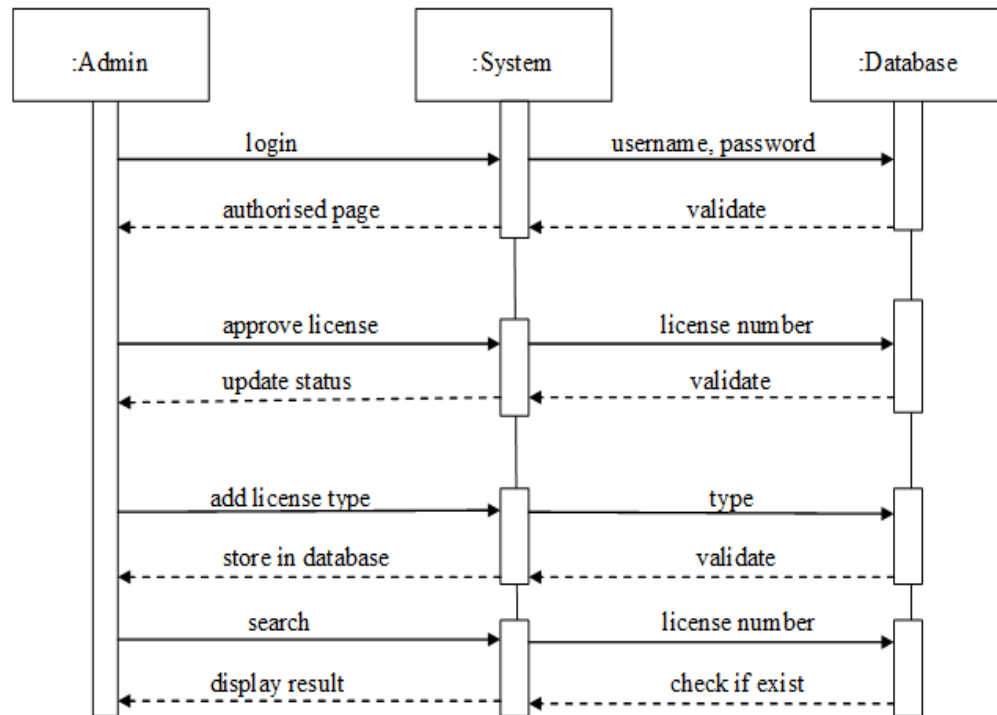 :Admin
:System
:Database
login
username, password
authorised page
validate
approve license
license number
update status
validate
add license type
type
store in database
validate
search
license number
display result
check if exist